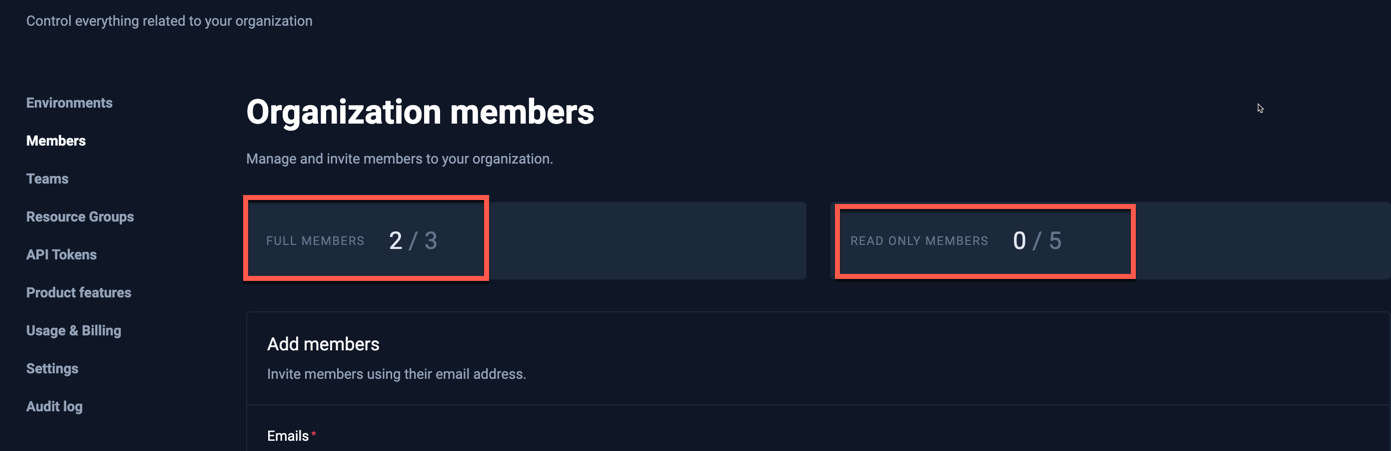 Control everything related to your organization
Environments
Members
Teams
Resource Groups
API Tokens
Product features
Usage & Billing
Settings
Audit log
Organization members
Manage and invite members to your organization.
FULL MEMBERS 2 / 3
READ ONLY MEMBERS 0 / 5
Add members
Invite members using their email address.
Emails *